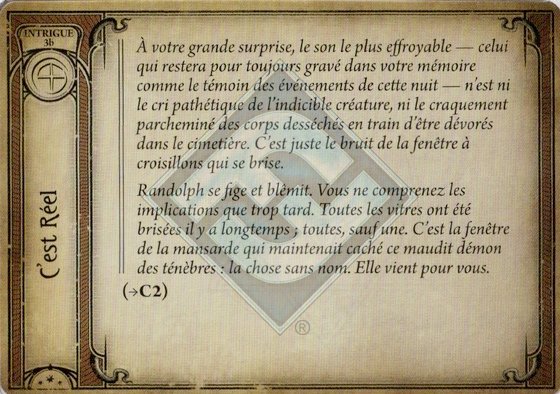 INTRIGUE
3b
C'est Réel
À votre grande surprise, le son le plus effroyable — celui
qui restera pour toujours gravé dans votre mémoire
comme le témoin des événements de cette nuit — n'est ni
le cri pathétique de l'indicible créature, ni le craquement
parcheminé des corps desséchés en train d'être dévorés
dans le cimetière. C'est juste le bruit de la fenêtre à
croisillons qui se brise.
Randolph se fige et blêmit. Vous ne comprenez les
implications que trop tard. Toutes les vitres ont été
brisées il y a longtemps ; toutes, sauf une. C'est la fenêtre
de la mansarde qui maintenait caché ce maudit démon
des ténèbres : la chose sans nom. Elle vient pour vous.
(→C2)
®